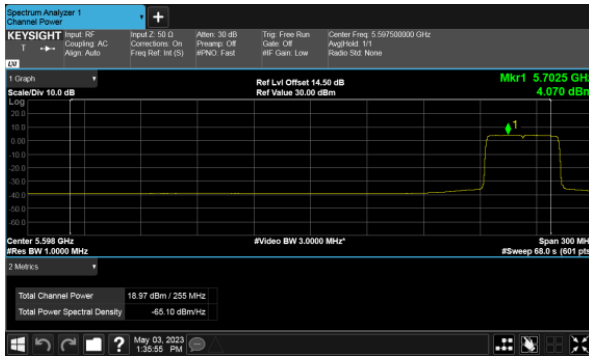 Spectrum Analyzer 1
Channel Power
+
KEYSIGHT Input: RF Input Z: 50 Ω Atten: 30 dB Trig: Free Run Center Freq: 5.597500000 GHz
Coupling: AC Corrections: On Preamp: Off Gate: Off Avg|Hold: 1/1
Align: Auto Freq Ref: Int (S) #PNO: Fast #IF Gain: Low Radio Std: None
T
LXI
1 Graph
Scale/Div 10.0 dB
Ref Lvl Offset 14.50 dB
Ref Value 30.00 dBm
Mkr1 5.7025 GHz
4.070 dBm
Log
20.0
10.0
0.00
-10.0
-20.0
-30.0
-40.0
-50.0
-60.0
1
Center 5.598 GHz #Video BW 3.0000 MHz* Span 300 MH
#Res BW 1.0000 MHz #Sweep 68.0 s (601 pts
2 Metrics
Total Channel Power 18.97 dBm / 255 MHz
Total Power Spectral Density -65.10 dBm/Hz
? May 03, 2023
1:35:55 PM